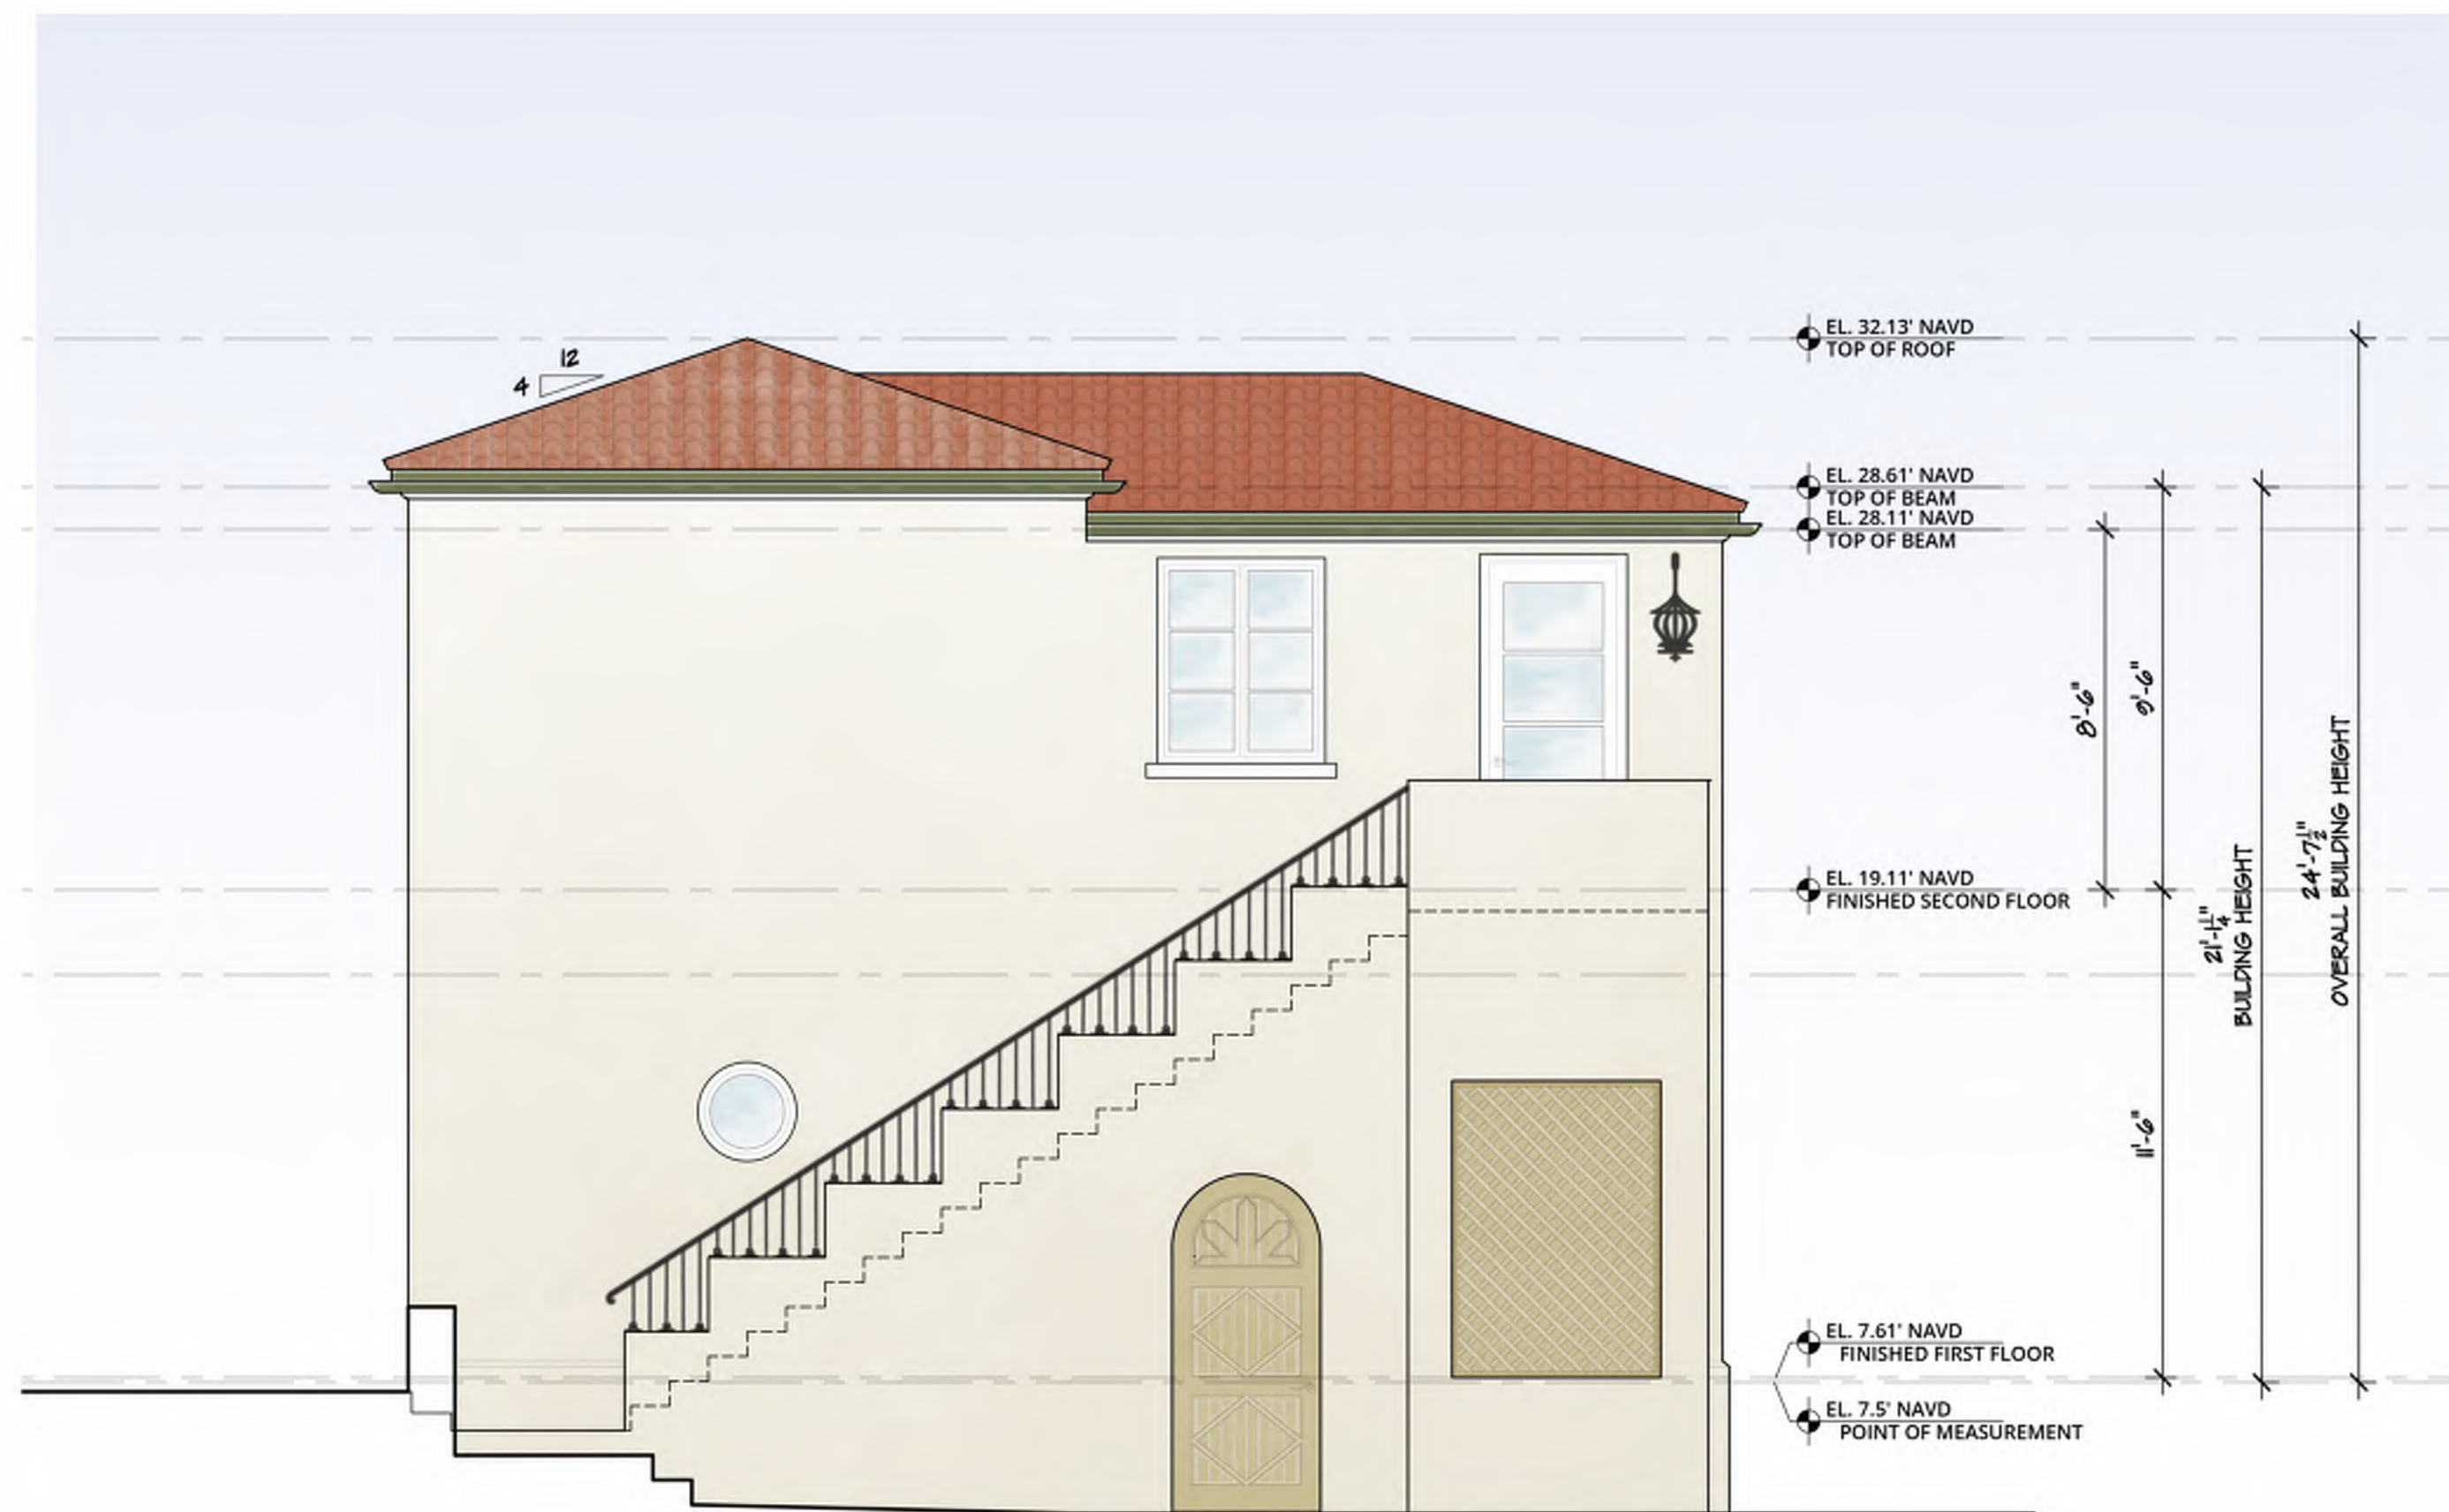 12
4
EL. 32.13' NAVD
TOP OF ROOF
EL. 28.61' NAVD
TOP OF BEAM
EL. 28.11' NAVD
TOP OF BEAM
8'-6"
9'-6"
EL. 19.11' NAVD
FINISHED SECOND FLOOR
21'-1¼"
BUILDING HEIGHT
24'-7½"
OVERALL BUILDING HEIGHT
11'-6"
EL. 7.61' NAVD
FINISHED FIRST FLOOR
EL. 7.5' NAVD
POINT OF MEASUREMENT